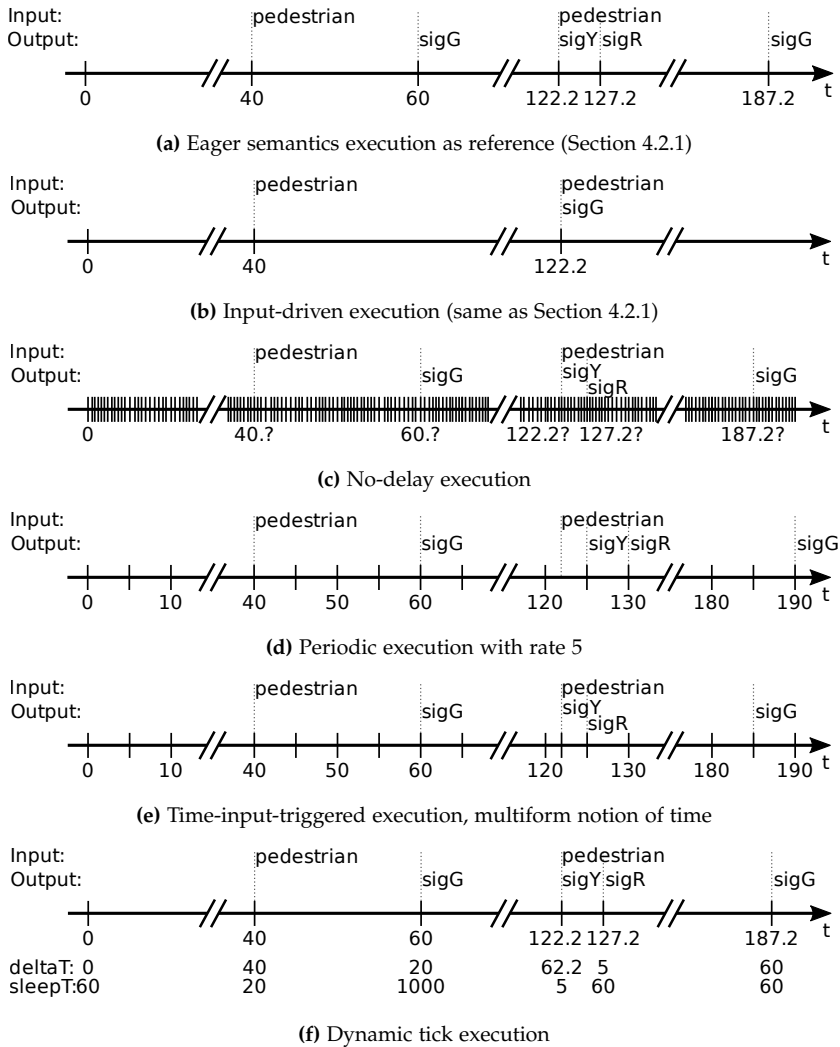 Input: pedestrian pedestrian
Output: sigG sigY sigR sigG
0 40 60 122.2 127.2 187.2 t
(a) Eager semantics execution as reference (Section 4.2.1)
Input: pedestrian pedestrian
Output: sigG
0 40 122.2 t
(b) Input-driven execution (same as Section 4.2.1)
Input: pedestrian pedestrian
Output: sigG sigY sigR sigG
0 40.? 60.? 122.2? 127.2? 187.2? t
(c) No-delay execution
Input: pedestrian pedestrian
Output: sigG sigY sigR sigG
0 10 40 50 60 120 130 180 190 t
(d) Periodic execution with rate 5
Input: pedestrian pedestrian
Output: sigG sigY sigR sigG
0 10 40 50 60 120 130 180 190 t
(e) Time-input-triggered execution, multiform notion of time
Input: pedestrian pedestrian
Output: sigG sigY sigR sigG
0 40 60 122.2 127.2 187.2 t
deltaT: 0 40 20 62.2 5 60
sleepT: 60 20 1000 5 60 60
(f) Dynamic tick execution